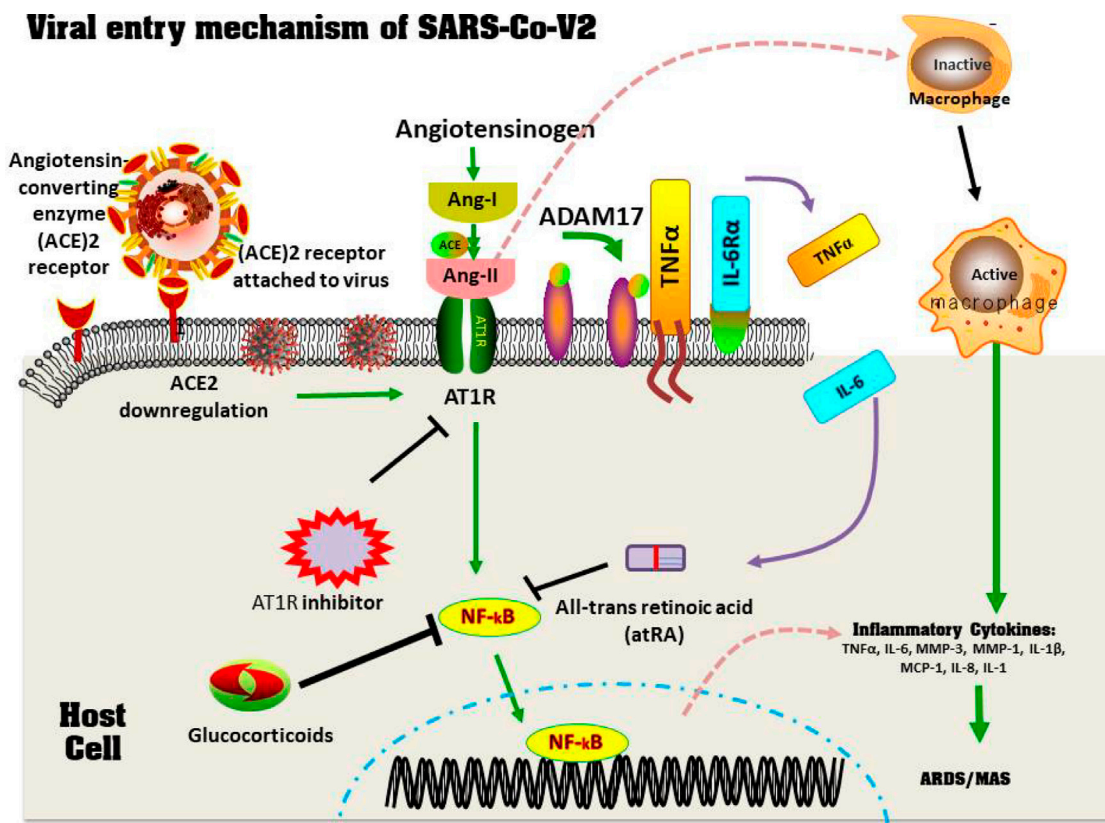 Viral entry mechanism of SARS-Co-V2
Inactive
Macrophage
Angiotensin-
converting
enzyme
(ACE)2
receptor
(ACE)2 receptor
attached to virus
Angiotensinogen
Ang-I
ACE
Ang-II
AT1R
AT1R
ADAM17
TNFα
IL-6Rα
TNFα
Active
macrophage
ACE2
downregulation
IL-6
AT1R inhibitor
NF-kB
All-trans retinoic acid
(atRA)
Glucocorticoids
Inflammatory Cytokines:
TNFα, IL-6, MMP-3, MMP-1, IL-1β,
MCP-1, IL-8, IL-1
Host
Cell
NF-kB
ARDS/MAS